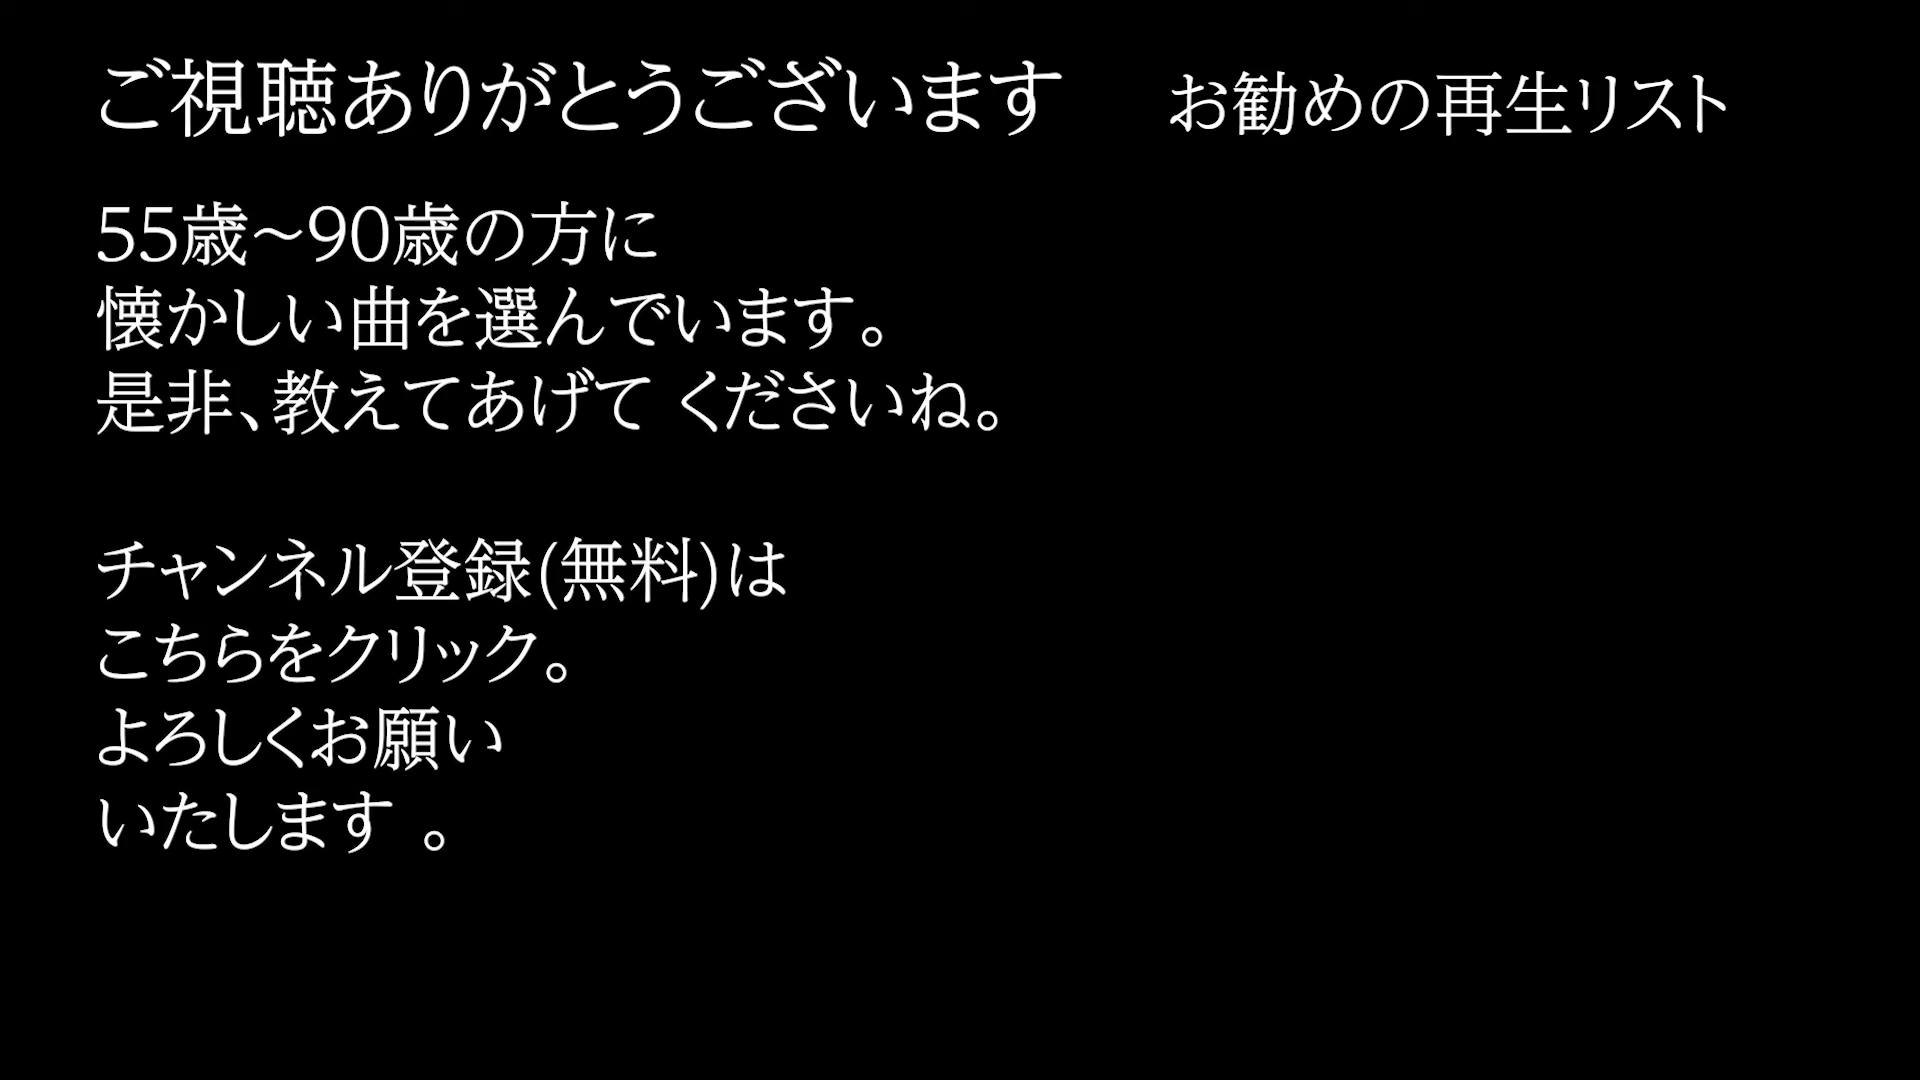 ご視聴ありがとうございます
お勧めの再生リスト
55歳~90歳の方に
懐かしい曲を選んでいます。
是非、教えてあげて くださいね。
チャンネル登録(無料)は
こちらをクリック。
よろしくお願い
いたします 。